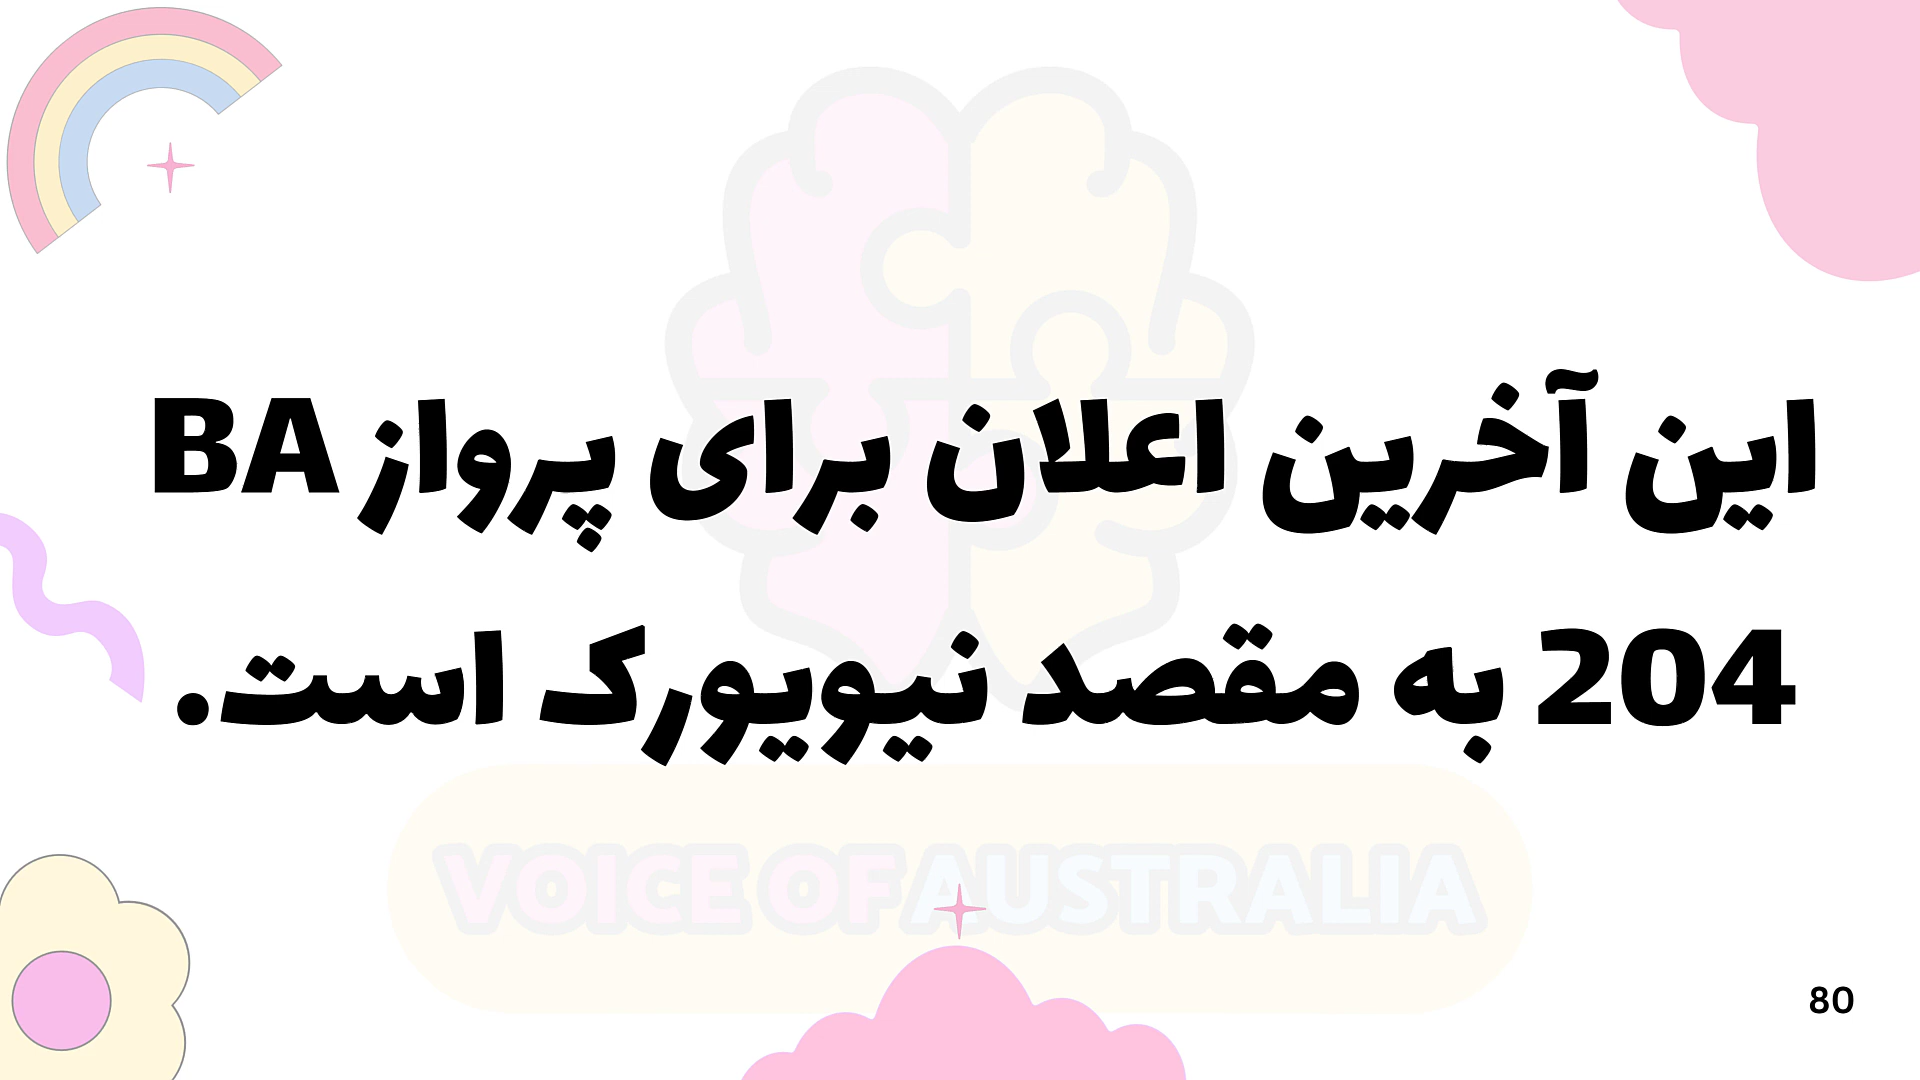 این آخرین اعلان برای پرواز BA
204 به مقصد نیویورک است.
VOICE OF AUSTRALIA
80